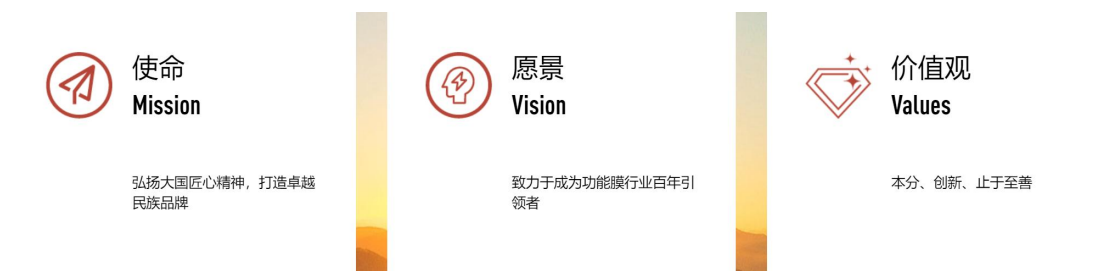 使命
Mission
弘扬大国匠心精神，打造卓越
民族品牌
愿景
Vision
致力于成为功能膜行业百年引
领者
价值观
Values
本分、创新、止于至善